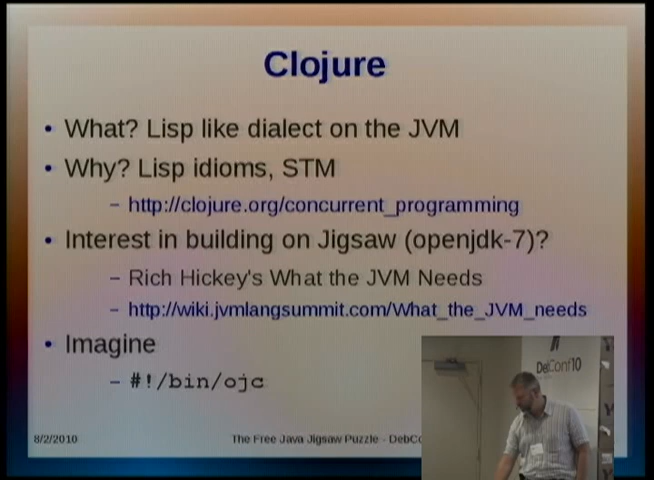 Clojure
• What? Lisp like dialect on the JVM
• Why? Lisp idioms, STM
– http://clojure.org/concurrent_programming
• Interest in building on Jigsaw (openjdk-7)?
– Rich Hickey's What the JVM Needs
– http://wiki.jvmlangsummit.com/What_the_JVM_needs
• Imagine
– #!/bin/ojc
DebConf10
8/2/2010
The Free Java Jigsaw Puzzle - DebCo